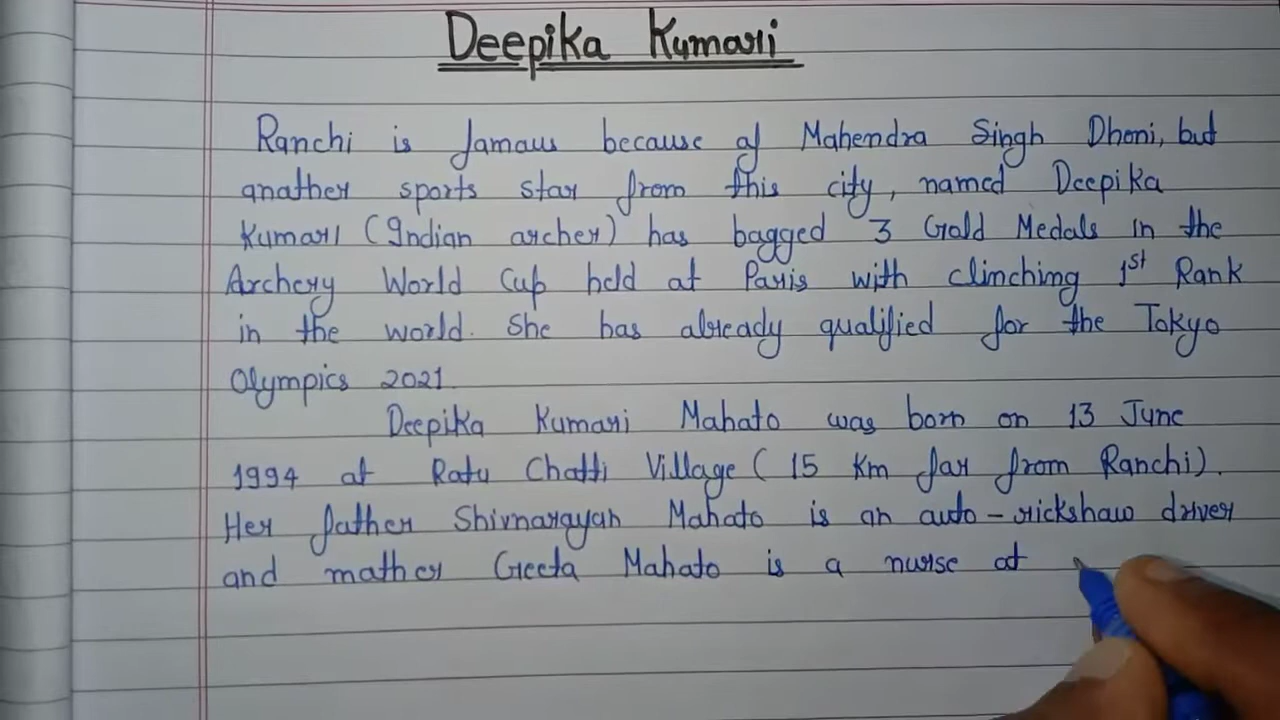 Deepika Kumari
Ranchi is famous because of Mahendra Singh Dhoni, but
another sports star from this city, named Deepika
Kumari (Indian archer) has bagged 3 Gold Medals in the
Archery World Cup held at Paris with clinching 1st Rank
in the world. She has already qualified for the Tokyo
Olympics 2021.
Deepika Kumari Mahato was born on 13 June
1994 at Ratu Chatti Village ( 15 Km far from Ranchi).
Her father Shivnarayan Mahato is an auto-rickshaw driver
and mother Geeta Mahato is a nurse at